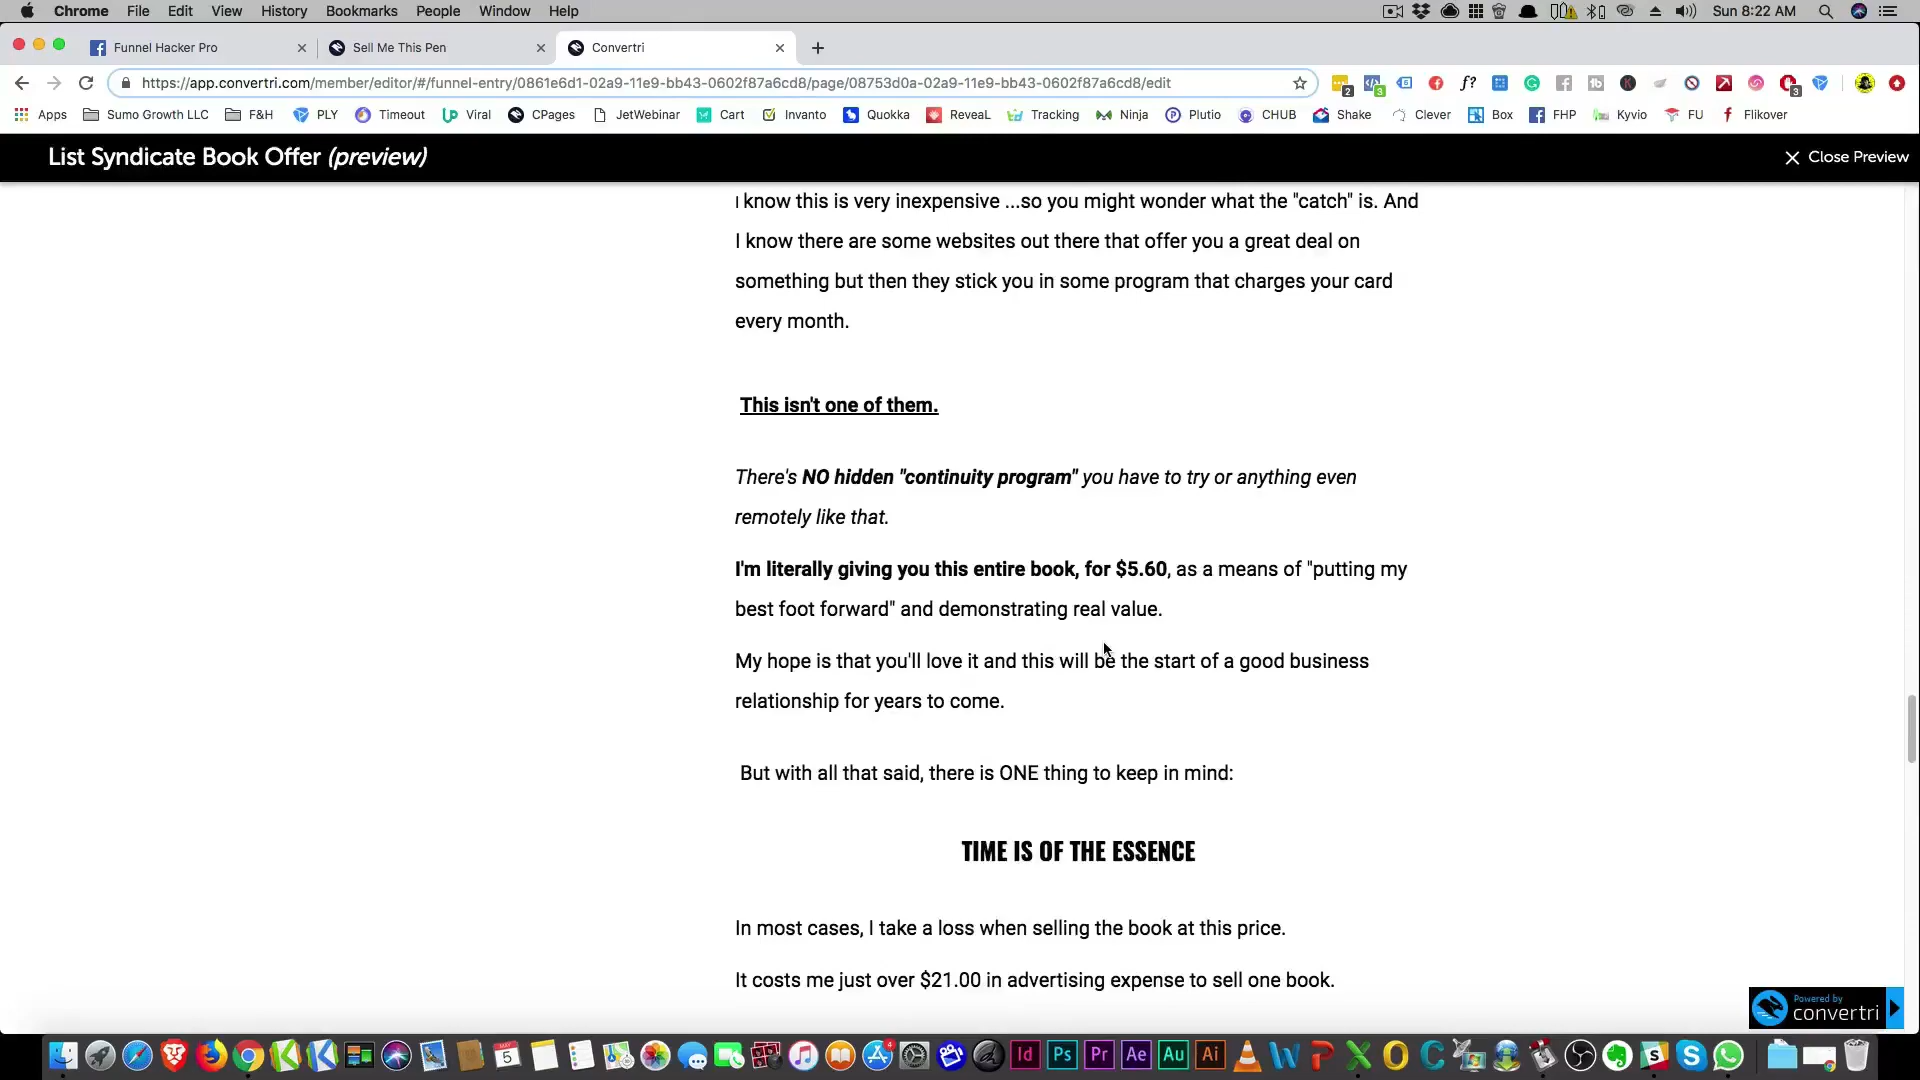 Chrome File Edit View History Bookmarks People Window Help Sun 8:22 AM
Funnel Hacker Pro Sell Me This Pen Convertri
https://app.convertri.com/member/editor/#/funnel-entry/0861e6d1-02a9-11e9-bb43-0602f87a6cd8/page/08753d0a-02a9-11e9-bb43-0602f87a6cd8/edit
Apps Sumo Growth LLC F&H PLY Timeout Viral CPages JetWebinar Cart Invanto Quokka ReveaL Tracking Ninja Plutio CHUB Shake Clever Box FHP Kyvio FU Flikover
List Syndicate Book Offer (preview) Close Preview
I know this is very inexpensive ...so you might wonder what the "catch" is. And
I know there are some websites out there that offer you a great deal on
something but then they stick you in some program that charges your card
every month.
This isn't one of them.
There's NO hidden "continuity program" you have to try or anything even
remotely like that.
I'm literally giving you this entire book, for $5.60, as a means of "putting my
best foot forward" and demonstrating real value.
My hope is that you'll love it and this will be the start of a good business
relationship for years to come.
But with all that said, there is ONE thing to keep in mind:
TIME IS OF THE ESSENCE
In most cases, I take a loss when selling the book at this price.
It costs me just over $21.00 in advertising expense to sell one book.
Powered by
convertri
Id Ps Pr Ae Au Ai